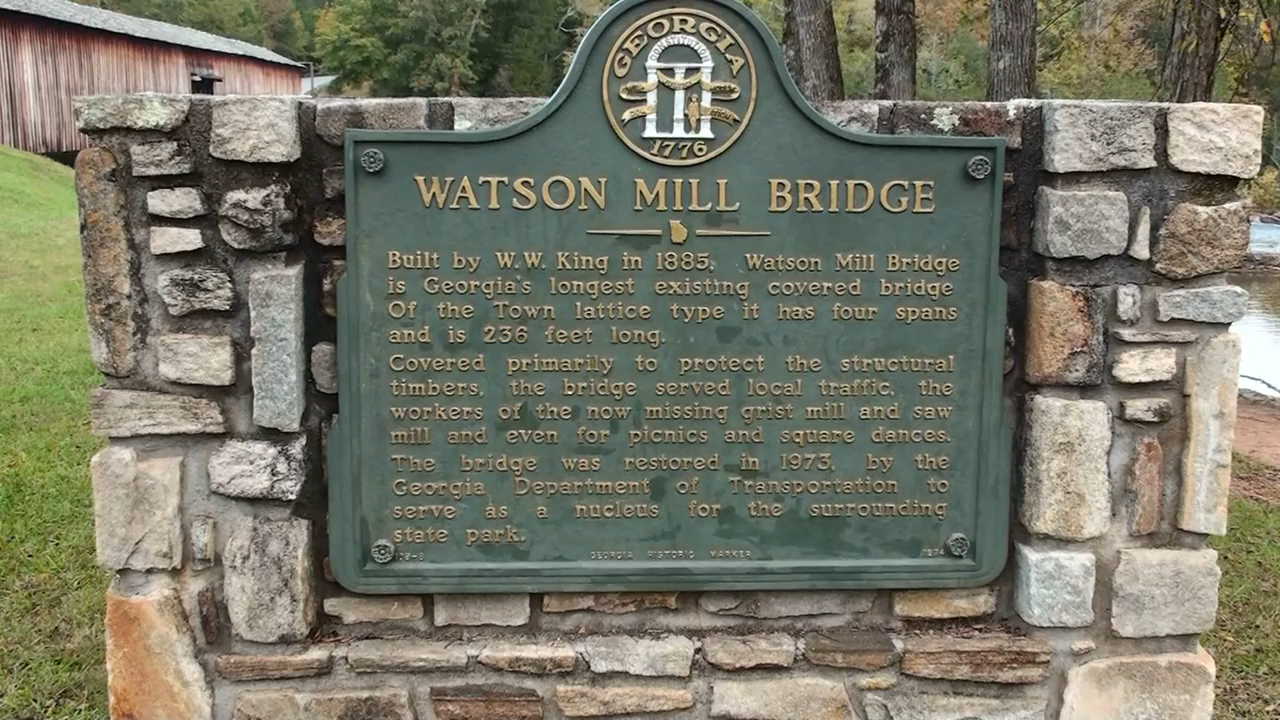 GEORGIA
CONSTITUTION
1776
WATSON MILL BRIDGE
Built by W.W. King in 1885, Watson Mill Bridge
is Georgia's longest existing covered bridge
Of the Town lattice type it has four spans
and is 236 feet long.
Covered primarily to protect the structural
timbers, the bridge served local traffic, the
workers of the now missing grist mill and saw
mill and even for picnics and square dances.
The bridge was restored in 1973, by the
Georgia Department of Transportation to
serve as a nucleus for the surrounding
state park.
GEORGIA HISTORIC MARKER 1974